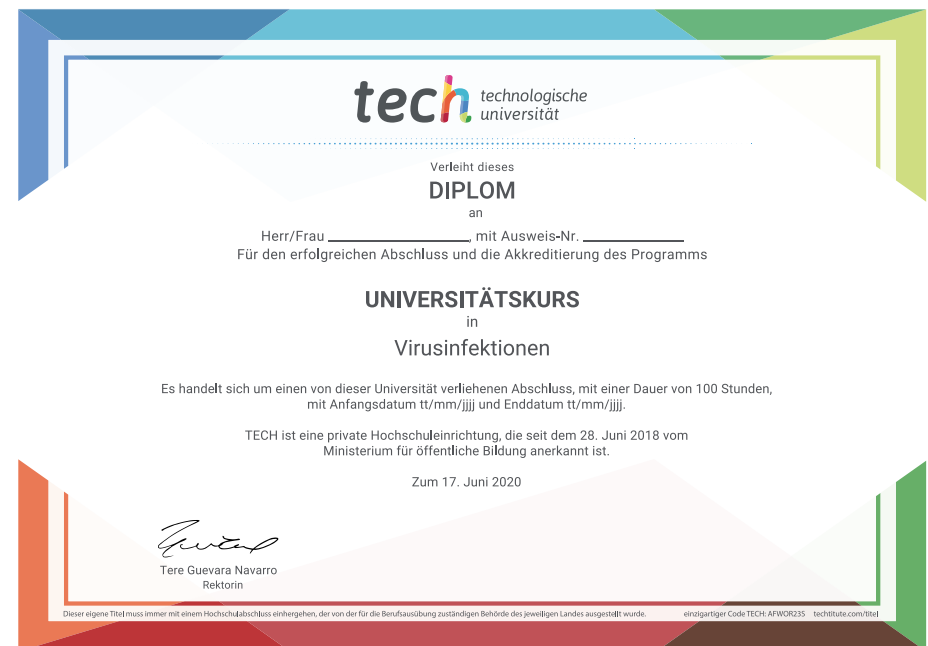 tech technologische
universität
Verleiht dieses
DIPLOM
an
Herr/Frau ____________________, mit Ausweis-Nr. ______________
Für den erfolgreichen Abschluss und die Akkreditierung des Programms
UNIVERSITÄTSKURS
in
Virusinfektionen
Es handelt sich um einen von dieser Universität verliehenen Abschluss, mit einer Dauer von 100 Stunden,
mit Anfangsdatum tt/mm/jjjj und Enddatum tt/mm/jjjj.
TECH ist eine private Hochschuleinrichtung, die seit dem 28. Juni 2018 vom
Ministerium für öffentliche Bildung anerkannt ist.
Zum 17. Juni 2020
Tere Guevara Navarro
Rektorin
Dieser eigene Titel muss immer mit einem Hochschulabschluss einhergehen, der von der für die Berufsausübung zuständigen Behörde des jeweiligen Landes ausgestellt wurde. einzigartiger Code TECH: AFWOR23S techtitute.com/titel